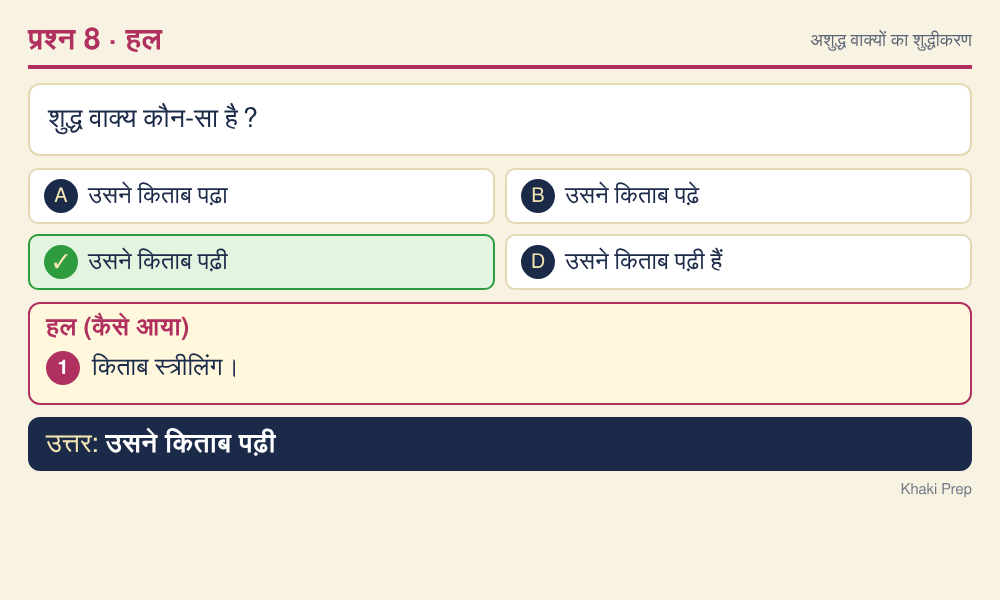 प्रश्न 8 · हल
अशुद्ध वाक्यों का शुद्धीकरण
शुद्ध वाक्य कौन-सा है ?
A उसने किताब पढ़ा
B उसने किताब पढ़े
✓ उसने किताब पढ़ी
D उसने किताब पढ़ी हैं
हल (कैसे आया)
1 किताब स्त्रीलिंग।
उत्तर: उसने किताब पढ़ी
Khaki Prep